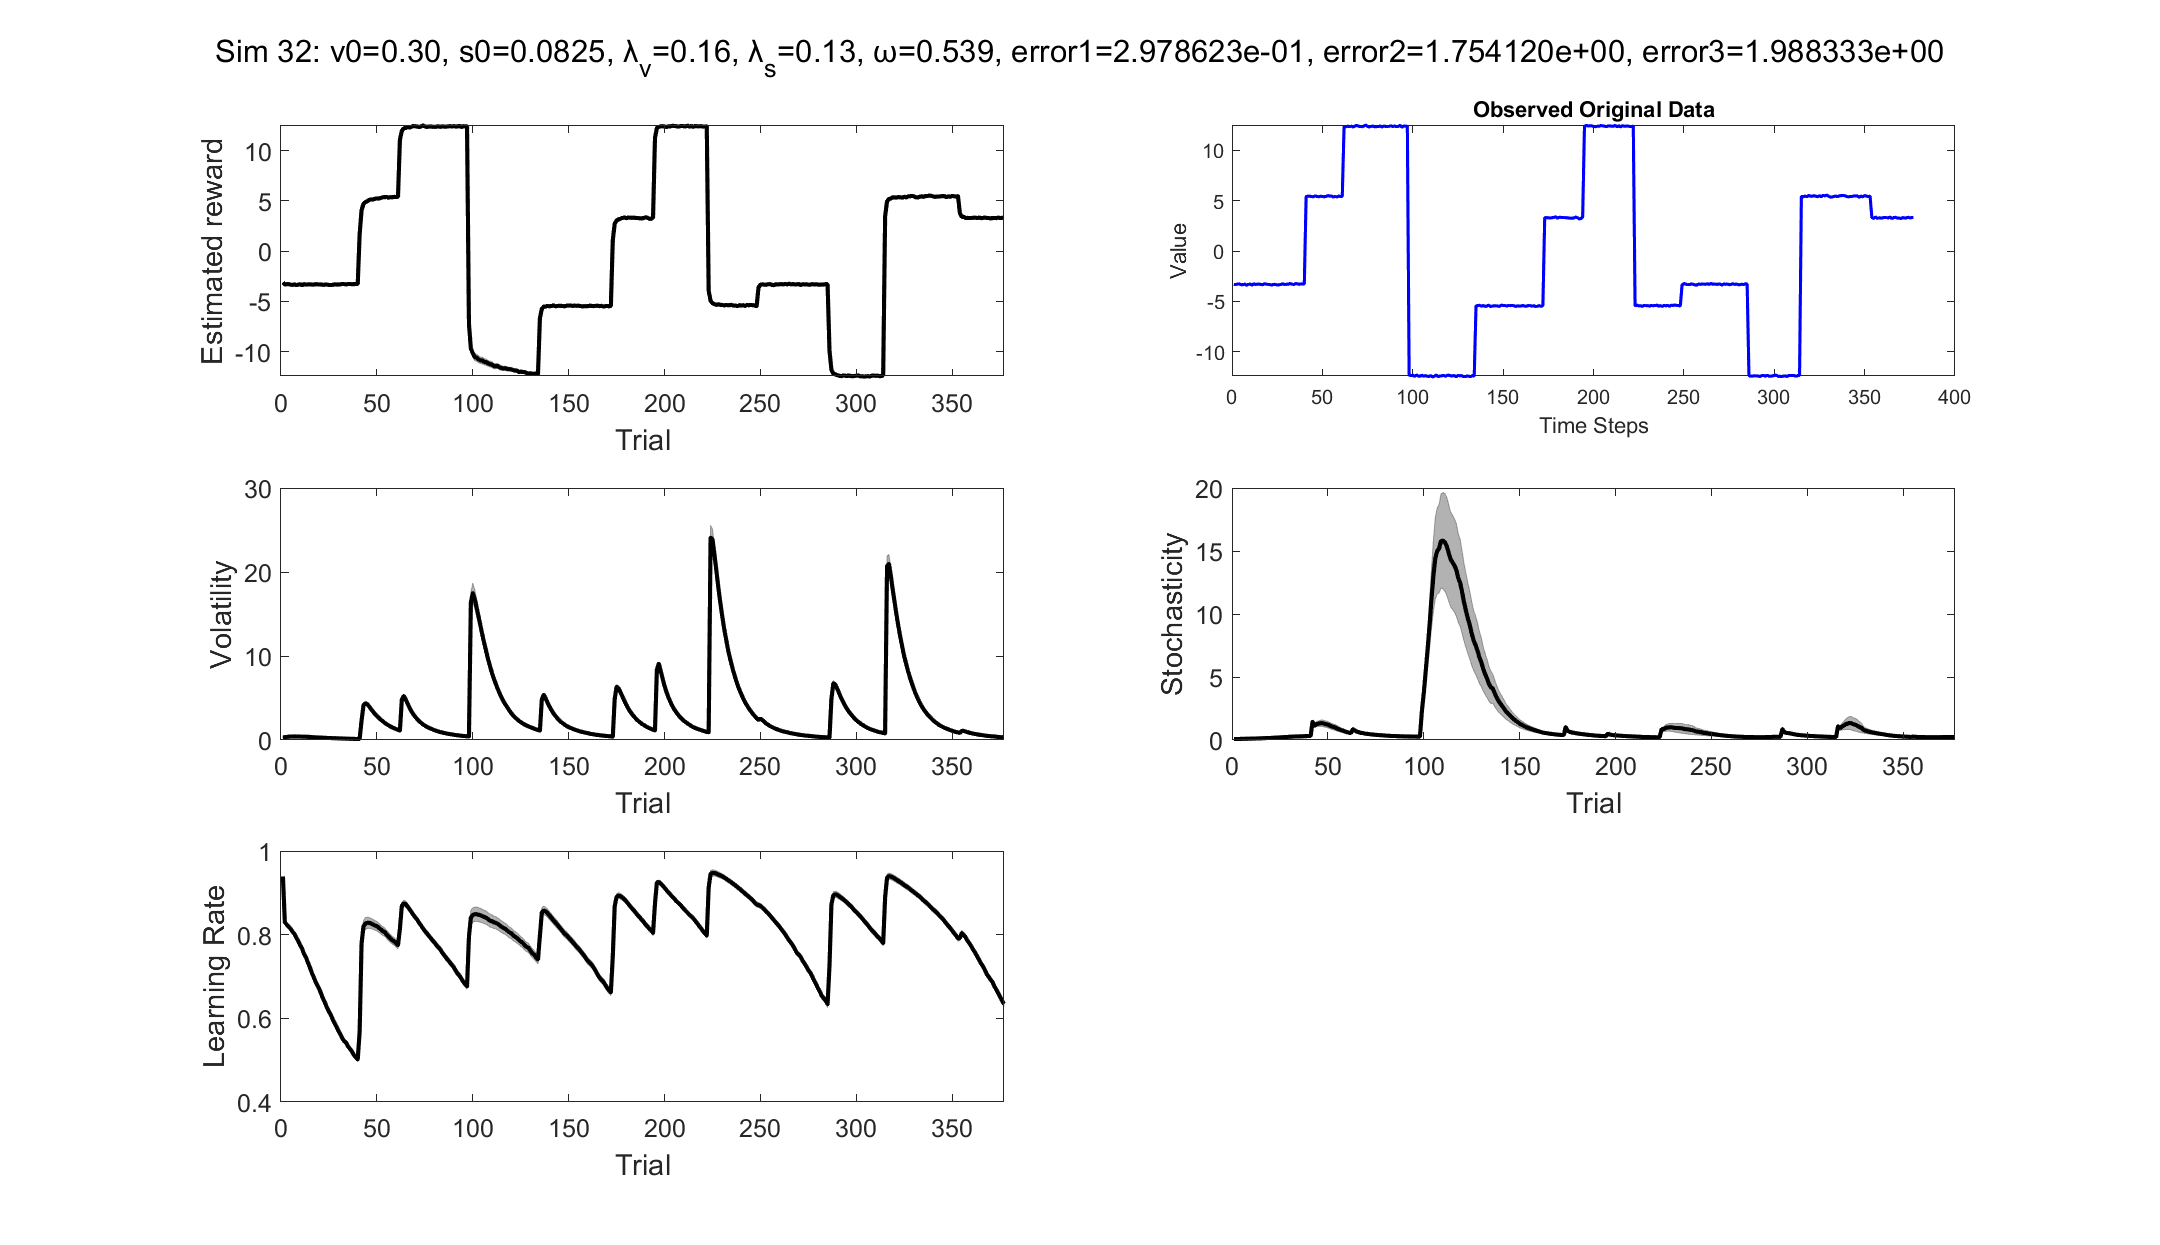 Sim 32: v0=0.30, s0=0.0825, λv=0.16, λs=0.13, ω=0.539, error1=2.978623e-01, error2=1.754120e+00, error3=1.988333e+00
Estimated reward
10
5
0
-5
-10
0 50 100 150 200 250 300 350
Trial
Observed Original Data
Value
10
5
0
-5
-10
0 50 100 150 200 250 300 350 400
Time Steps
Volatility
30
20
10
0
0 50 100 150 200 250 300 350
Trial
Stochasticity
20
15
10
5
0
0 50 100 150 200 250 300 350
Trial
Learning Rate
1
0.8
0.6
0.4
0 50 100 150 200 250 300 350
Trial